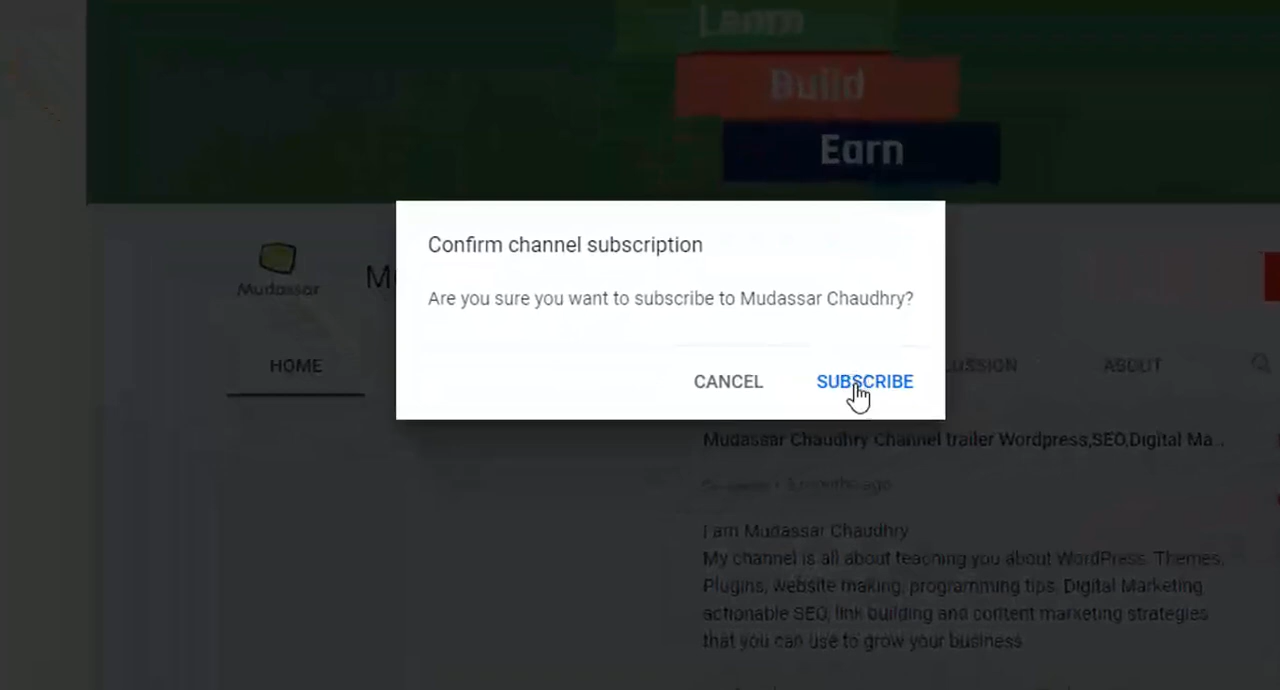 Learn
Build
Earn
Confirm channel subscription
Are you sure you want to subscribe to Mudassar Chaudhry?
CANCEL
SUBSCRIBE
Mudassar
M
HOME
USSION
ABOUT
Mudassar Chaudhry Channel trailer Wordpress,SEO,Digital Ma...
ago
I am Mudassar Chaudhry
My channel is all about teaching you about WordPress. Themes,
Plugins, website making, programming tips. Digital Marketing
actionable SEO, link building and content marketing strategies
that you can use to grow your business